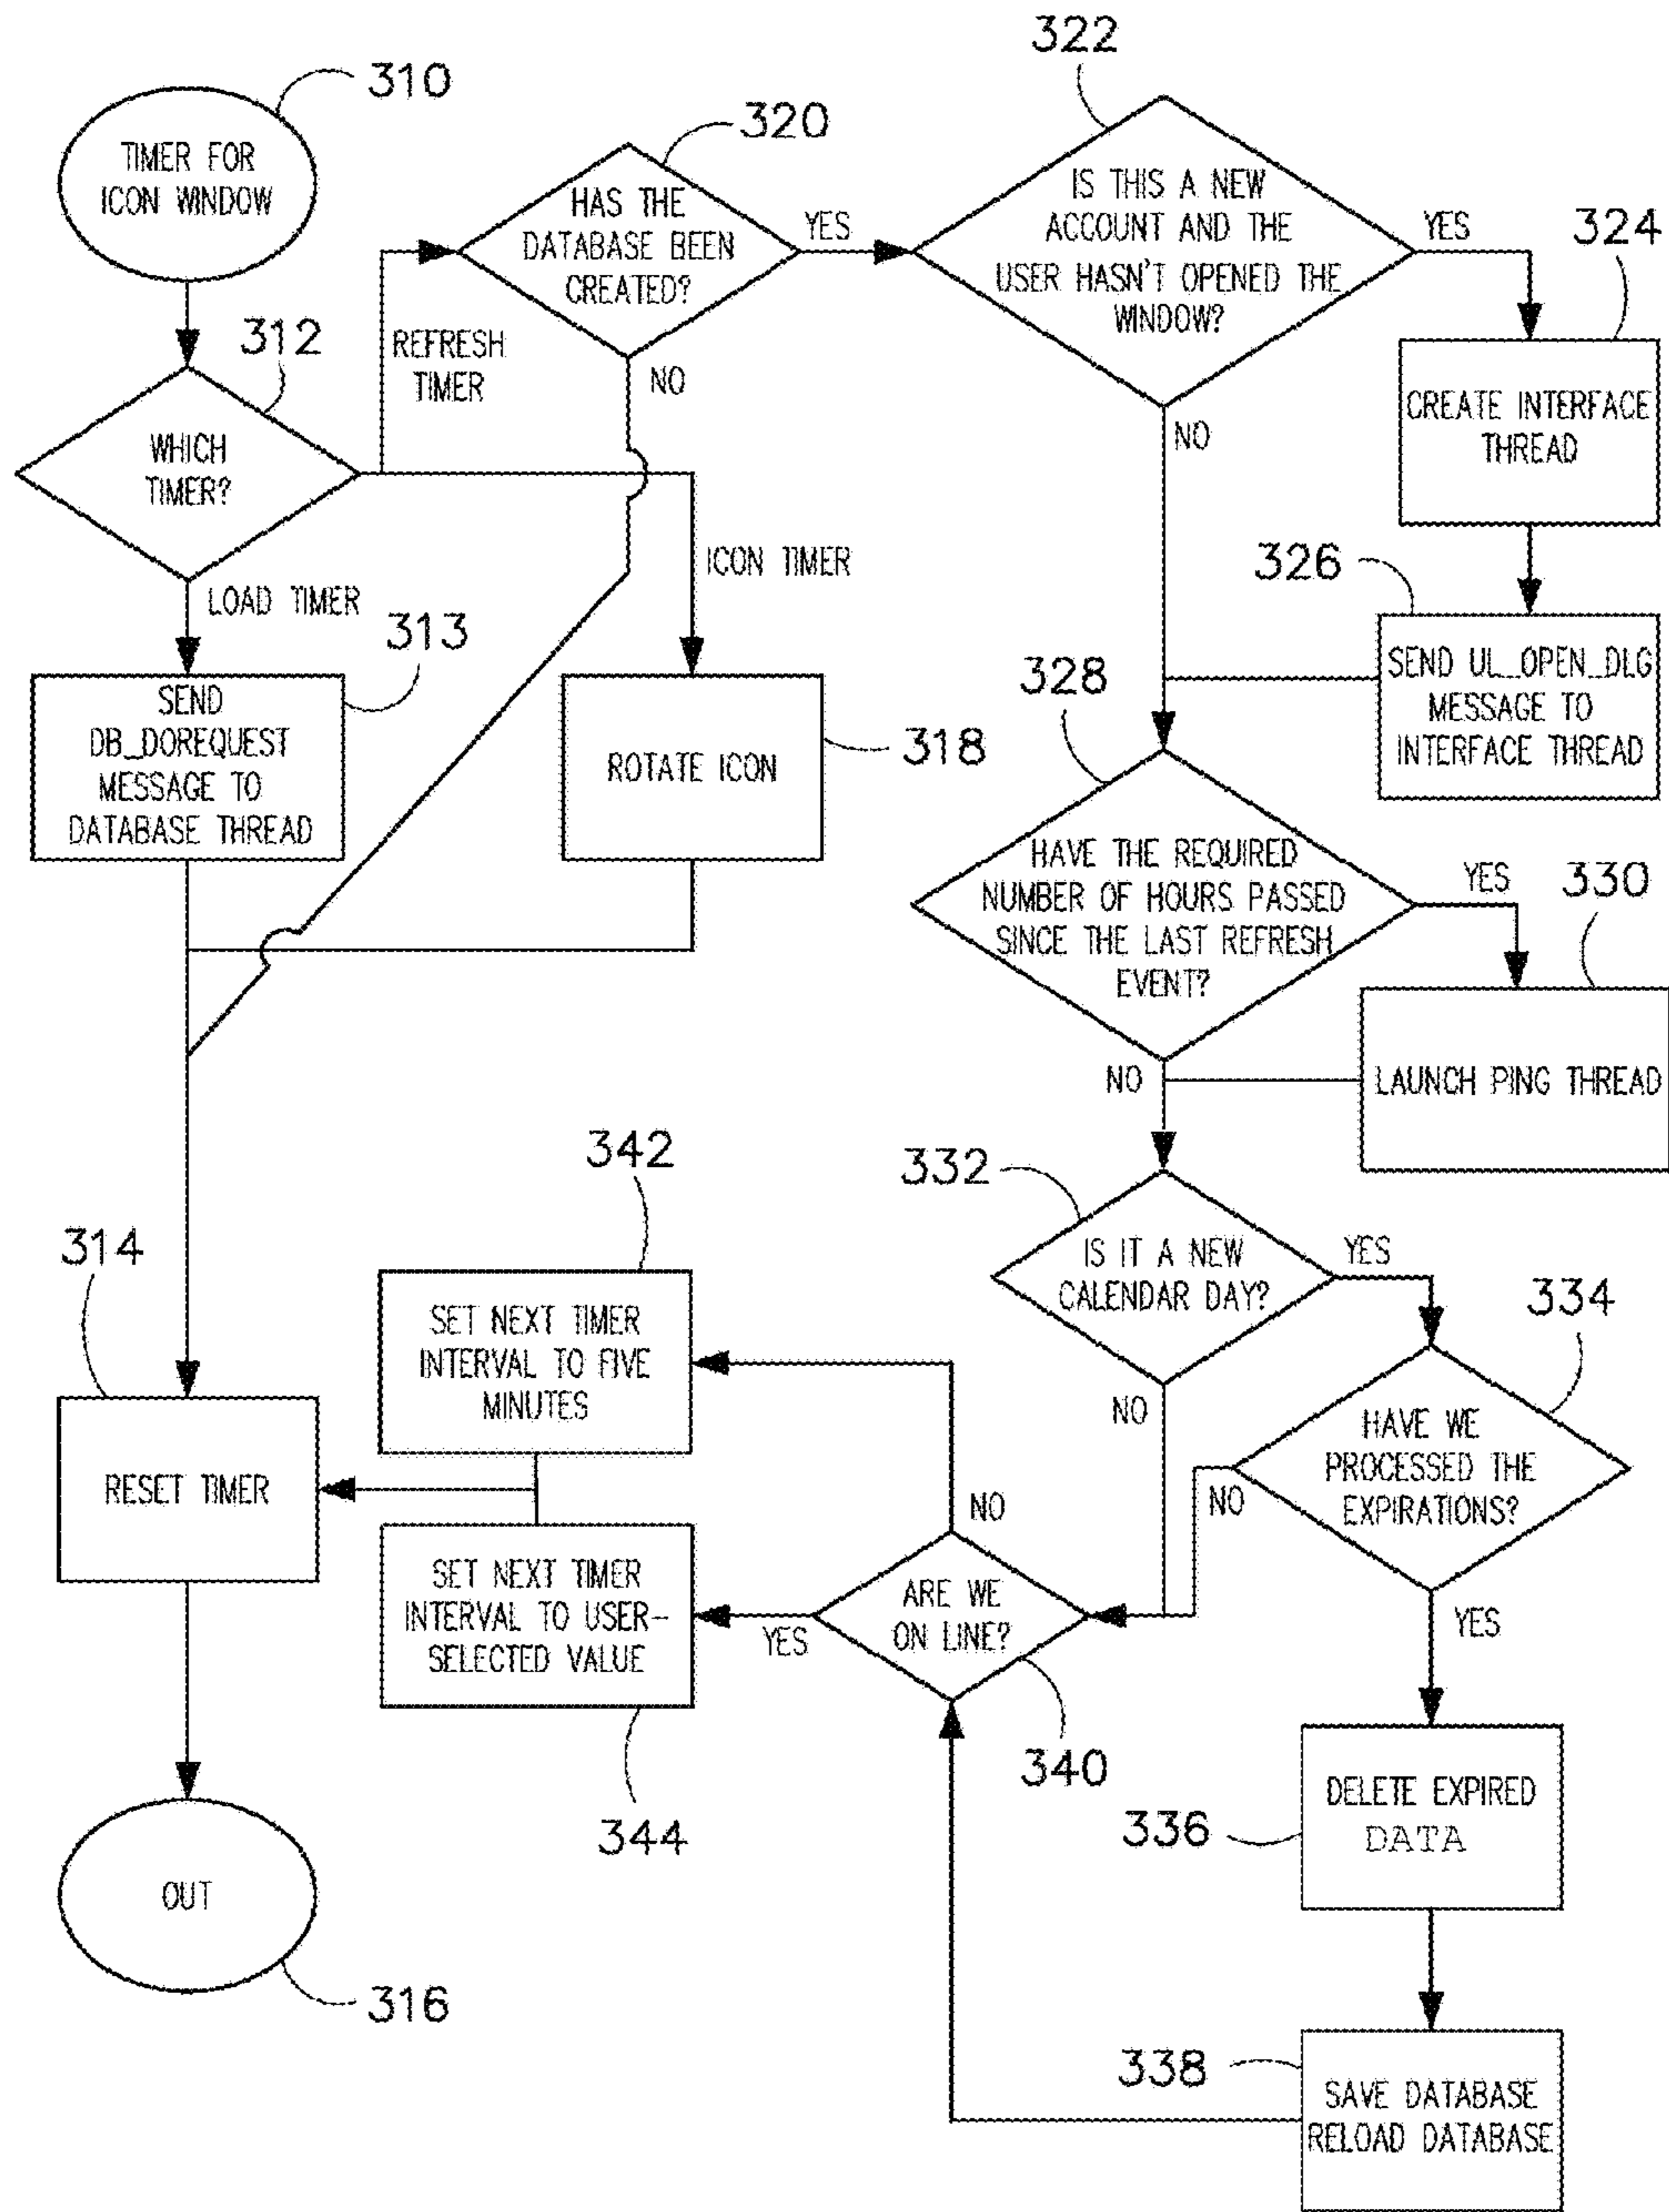 310
TIMER FOR
ICON WINDOW
312
WHICH
TIMER?
REFRESH
TIMER
LOAD TIMER
ICON TIMER
313
SEND
DB_DOREQUEST
MESSAGE TO
DATABASE THREAD
318
ROTATE ICON
320
HAS THE
DATABASE BEEN
CREATED?
YES
NO
322
IS THIS A NEW
ACCOUNT AND THE
USER HASN'T OPENED THE
WINDOW?
YES
NO
324
CREATE INTERFACE
THREAD
326
SEND UL_OPEN_DLG
MESSAGE TO
INTERFACE THREAD
328
HAVE THE REQUIRED
NUMBER OF HOURS PASSED
SINCE THE LAST REFRESH
EVENT?
YES
NO
330
LAUNCH PING THREAD
332
IS IT A NEW
CALENDAR DAY?
YES
NO
334
HAVE WE
PROCESSED THE
EXPIRATIONS?
NO
YES
336
DELETE EXPIRED
DATA
338
SAVE DATABASE
RELOAD DATABASE
340
ARE WE
ON LINE?
NO
YES
342
SET NEXT TIMER
INTERVAL TO FIVE
MINUTES
344
SET NEXT TIMER
INTERVAL TO USER-
SELECTED VALUE
314
RESET TIMER
OUT
316